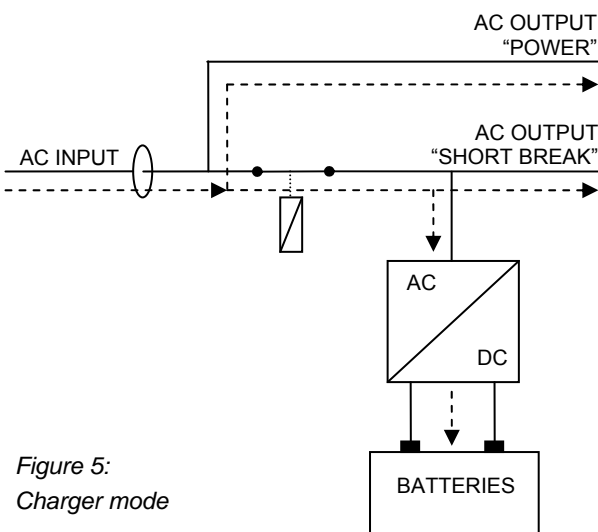 AC OUTPUT
“POWER”
AC INPUT
AC OUTPUT
“SHORT BREAK”
AC
DC
BATTERIES
Figure 5:
Charger mode